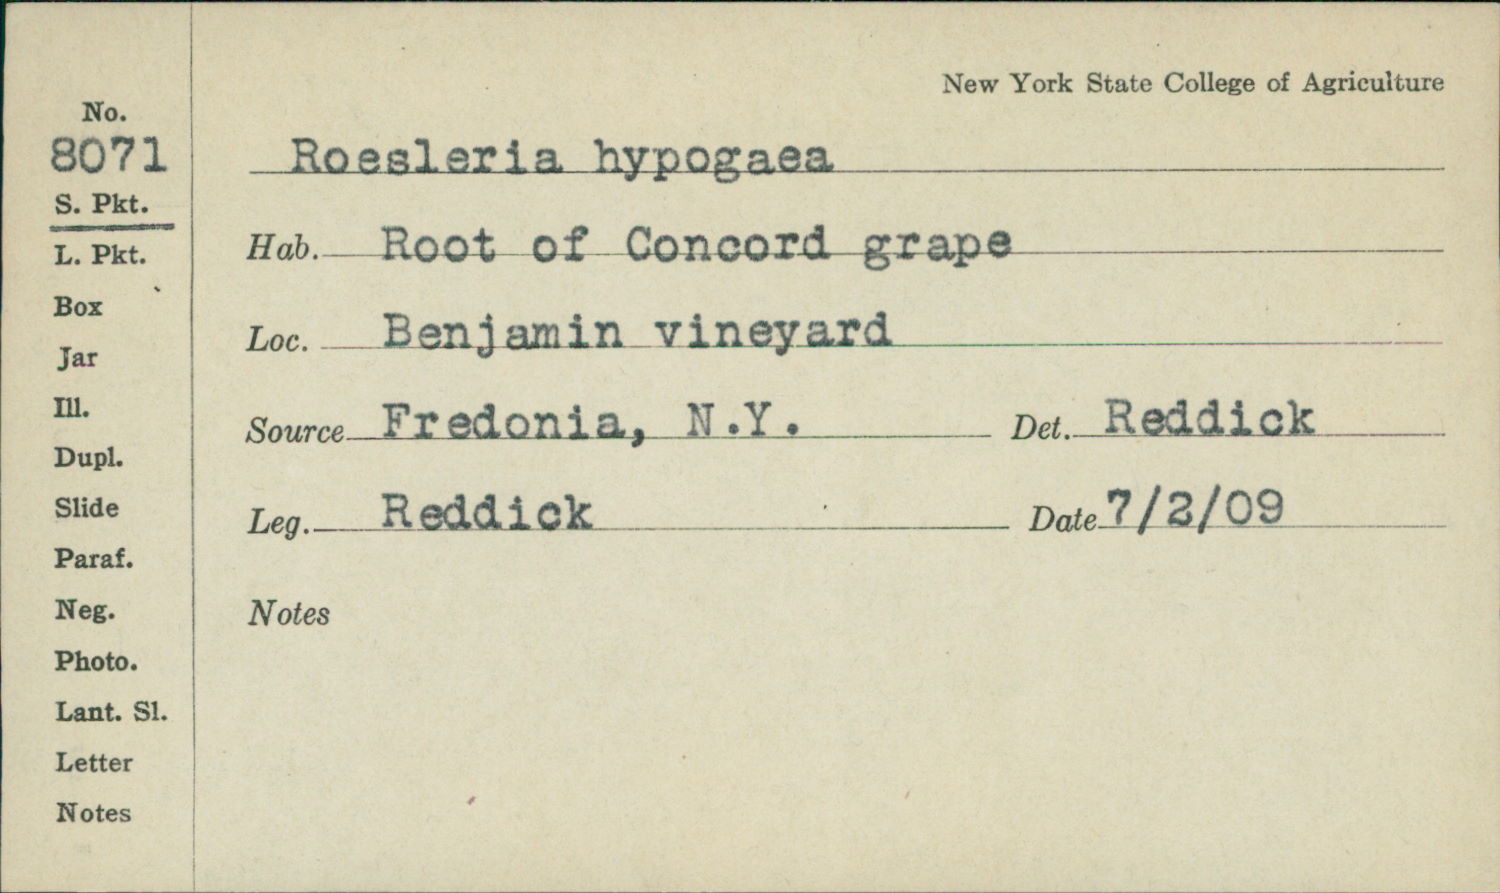 New York State College of Agriculture
No.
8071
S. Pkt.
L. Pkt.
Box
Jar
Ill.
Dupl.
Slide
Paraf.
Neg.
Photo.
Lant. Sl.
Letter
Notes
Roesleria hypogaea
Hab. Root of Concord grape
Loc. Benjamin vineyard
Source Fredonia, N.Y. Det. Reddick
Leg. Reddick Date 7/2/09
Notes